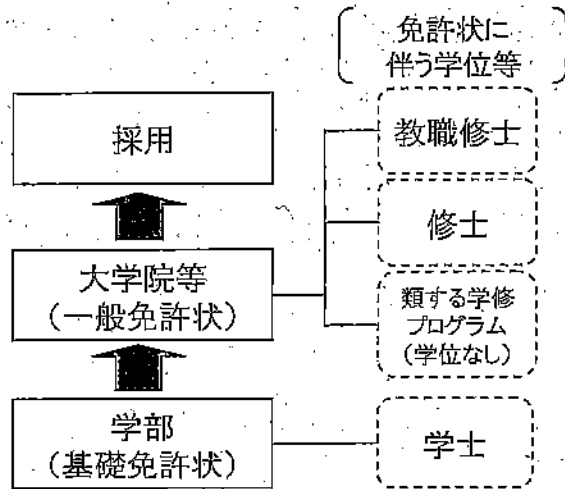 免許状に
伴う学位等
採用
教職修士
修士
大学院等
（一般免許状）
類する学修
プログラム
（学位なし）
学部
（基礎免許状）
学士